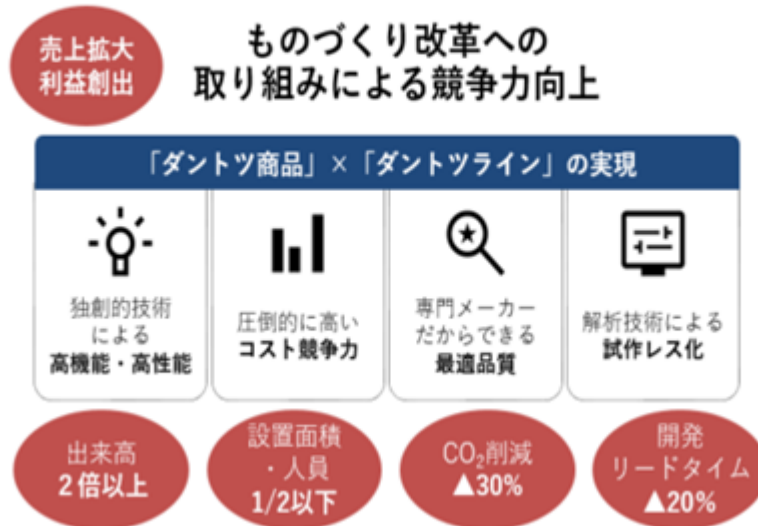 売上拡大
利益創出
ものづくり改革への
取り組みによる競争力向上
「ダントツ商品」×「ダントツライン」の実現
独創的技術
による
高機能・高性能
圧倒的に高い
コスト競争力
専門メーカー
だからできる
最適品質
解析技術による
試作レス化
出来高
2倍以上
設置面積
・人員
1/2以下
CO₂削減
▲30%
開発
リードタイム
▲20%